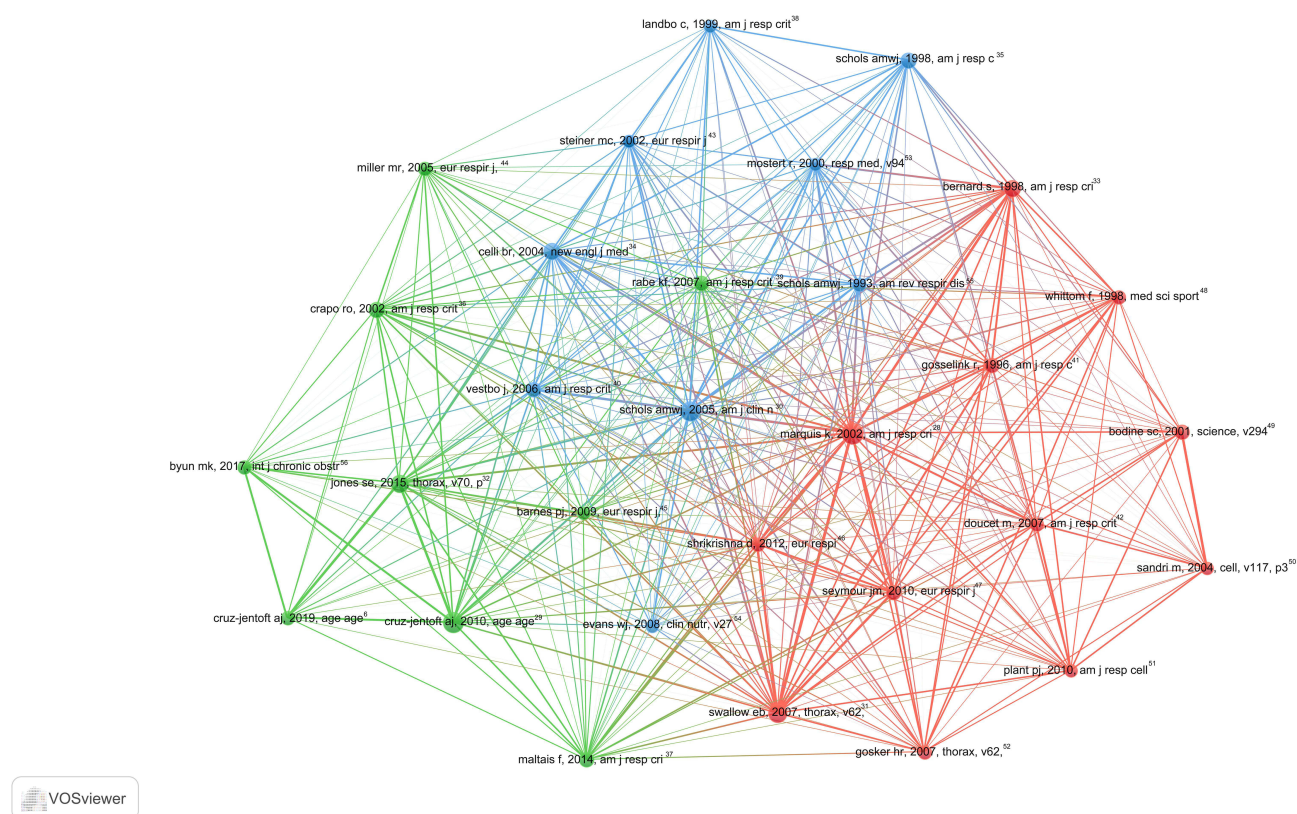 landbo c, 1999, am j resp crit38
schols amwj, 1998, am j resp c 35
steiner mc, 2002, eur respir j43
mostert r, 2000, resp med, v9453
miller mr, 2005, eur respir j, 44
bernard s, 1998, am j resp cri33
celli br, 2004, new engl j med34
rabe kf, 2007, am j resp crit39
schols amwj, 1993, am rev respir dis
whittom f, 1998, med sci sport48
crapo ro, 2002, am j resp crit36
gosselink r, 1996, am j resp c41
vestbo j, 2006, am j resp crit40
schols amwj, 2005, am j clin n30
marquis k, 2002, am j resp cri28
bodine sc, 2001, science, v29449
byun mk, 2017, int j chronic obstr56
jones se, 2015, thorax, v70, p32
barnes pj, 2009, eur respir j,45
doucet m, 2007, am j resp crit42
shrikrishna d, 2012, eur respi46
sandri m, 2004, cell, v117, p350
seymour jm, 2010, eur respir j47
cruz-jentoft aj, 2019, age age6
cruz-jentoft aj, 2010, age age29
evans wj, 2008, clin nutr, v2754
plant pj, 2010, am j resp cell51
swallow eb, 2007, thorax, v62,31
gosker hr, 2007, thorax, v62,52
maltais f, 2014, am j resp cri37
VOSviewer